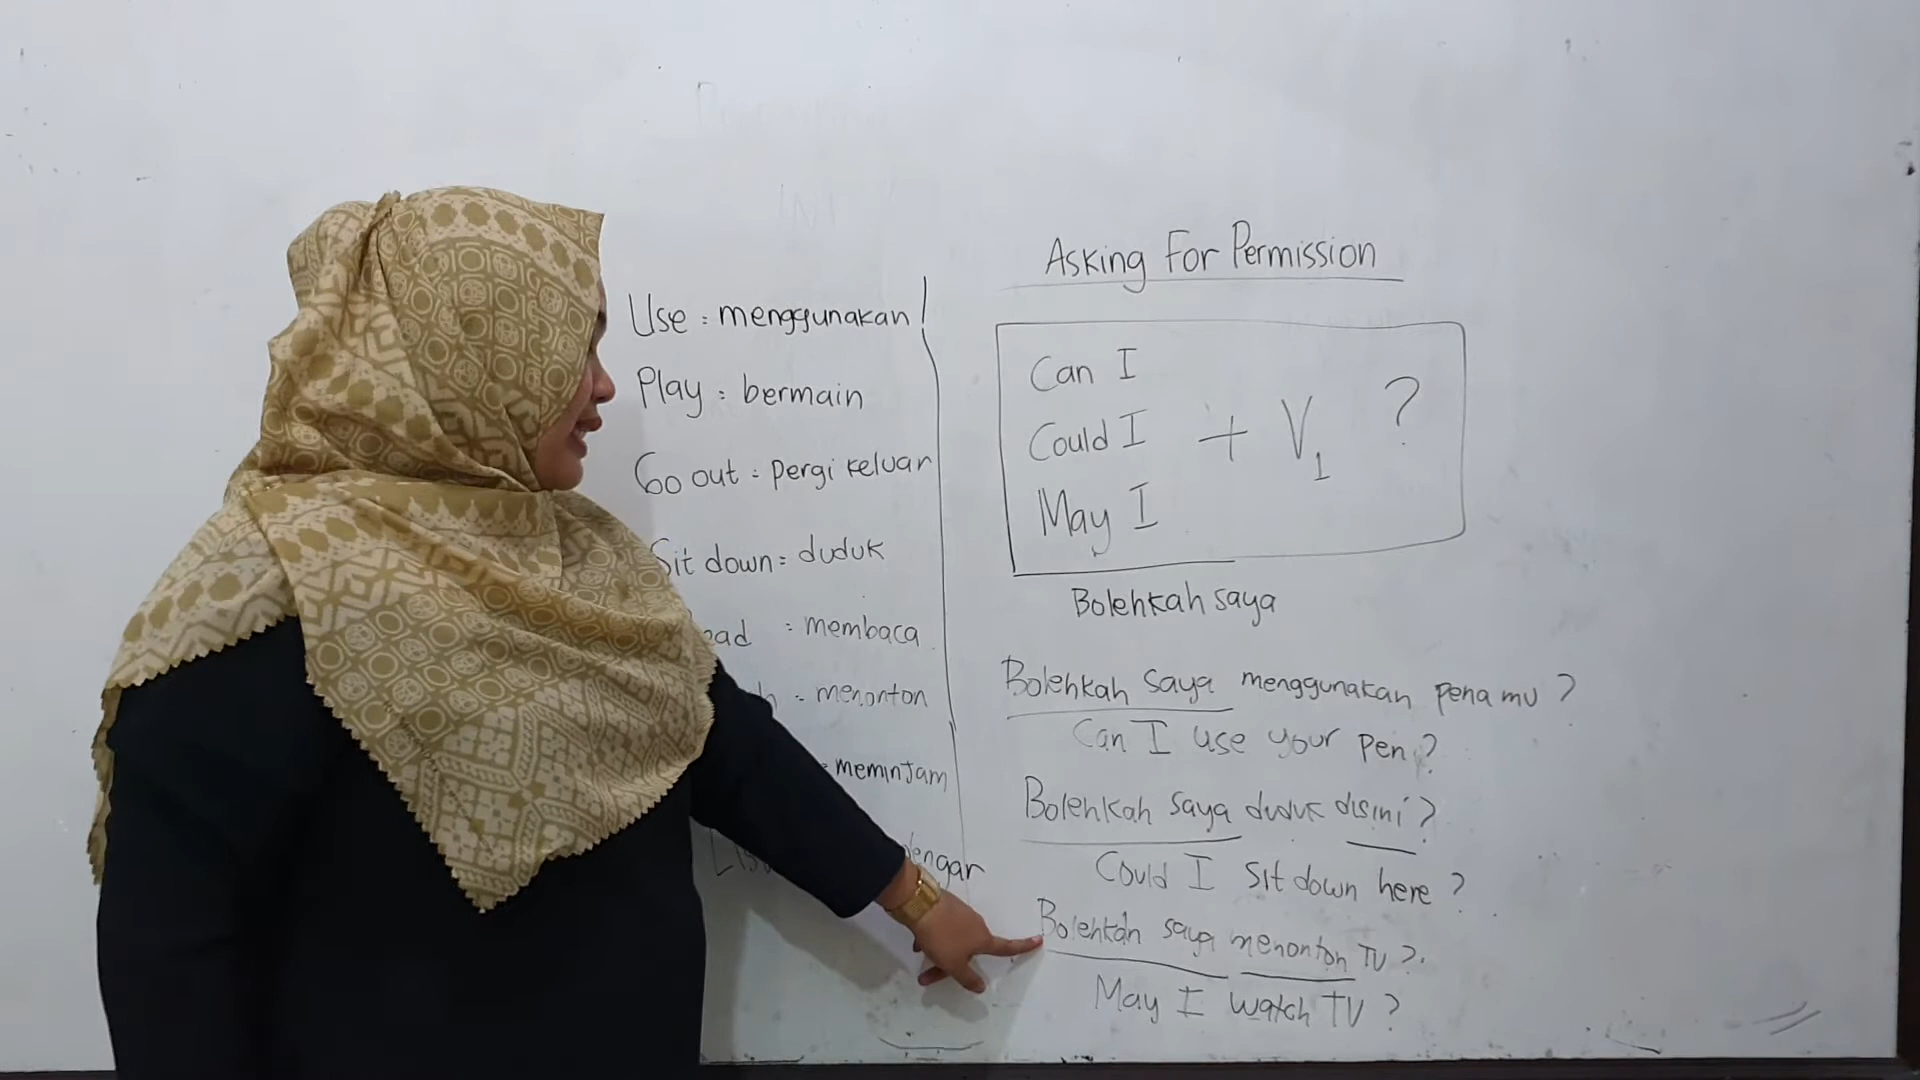 Asking For Permission
Use : menggunakan
Play : bermain
Go out : pergi keluar
Sit down = duduk
: membaca
: menonton
= meminjam
Can I
Could I + V1 ?
May I
Bolehkah saya
Bolehkah saya menggunakan pena mu ?
Can I use your pen ?
Bolehkah saya duduk disini ?
Could I Sit down here ?
Bolehkah saya menonton TV ?
May I watch TV ?